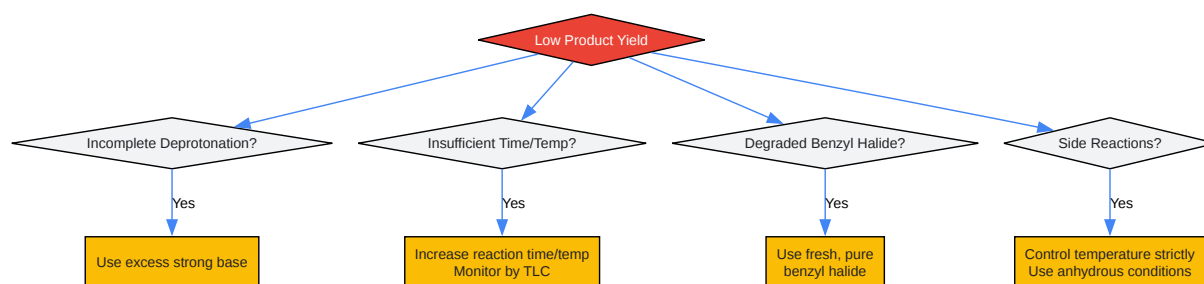 Low Product Yield
Incomplete Deprotonation?
Insufficient Time/Temp?
Degraded Benzyl Halide?
Side Reactions?
Yes
Yes
Yes
Yes
Use excess strong base
Increase reaction time/temp
Monitor by TLC
Use fresh, pure
benzyl halide
Control temperature strictly
Use anhydrous conditions